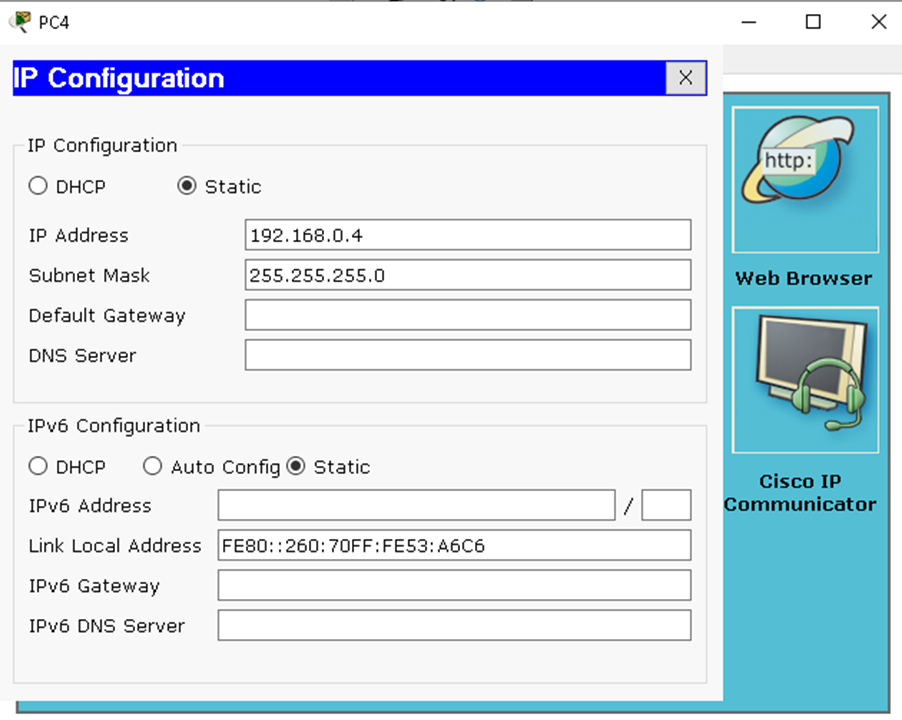 PC4
IP Configuration X
IP Configuration
DHCP Static
IP Address 192.168.0.4
Subnet Mask 255.255.255.0
Default Gateway
DNS Server
IPv6 Configuration
DHCP Auto Config Static
IPv6 Address /
Link Local Address FE80::260:70FF:FE53:A6C6
IPv6 Gateway
IPv6 DNS Server
http:
Web Browser
Cisco IP
Communicator